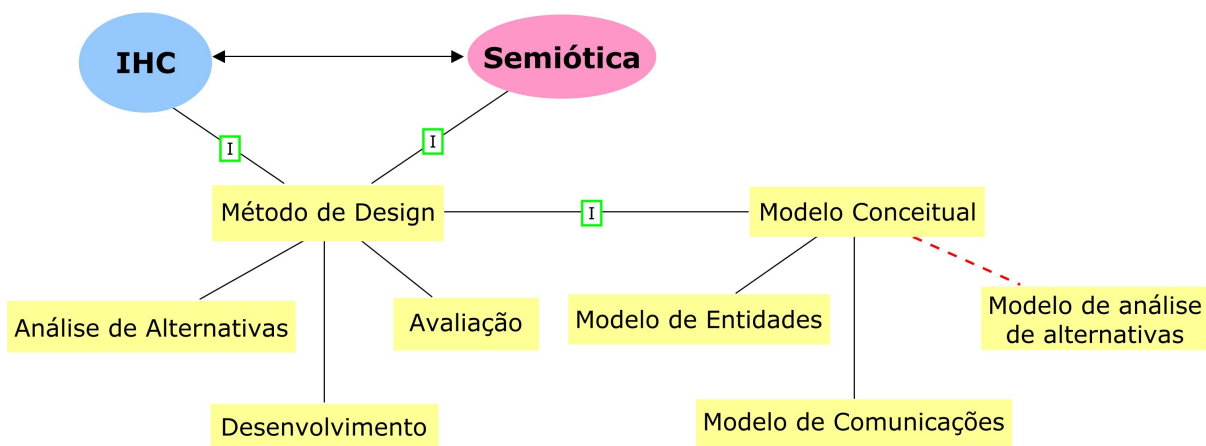 IHC
Semiótica
I
I
Método de Design
I
Modelo Conceitual
Análise de Alternativas
Avaliação
Modelo de Entidades
Modelo de análise
de alternativas
Desenvolvimento
Modelo de Comunicações